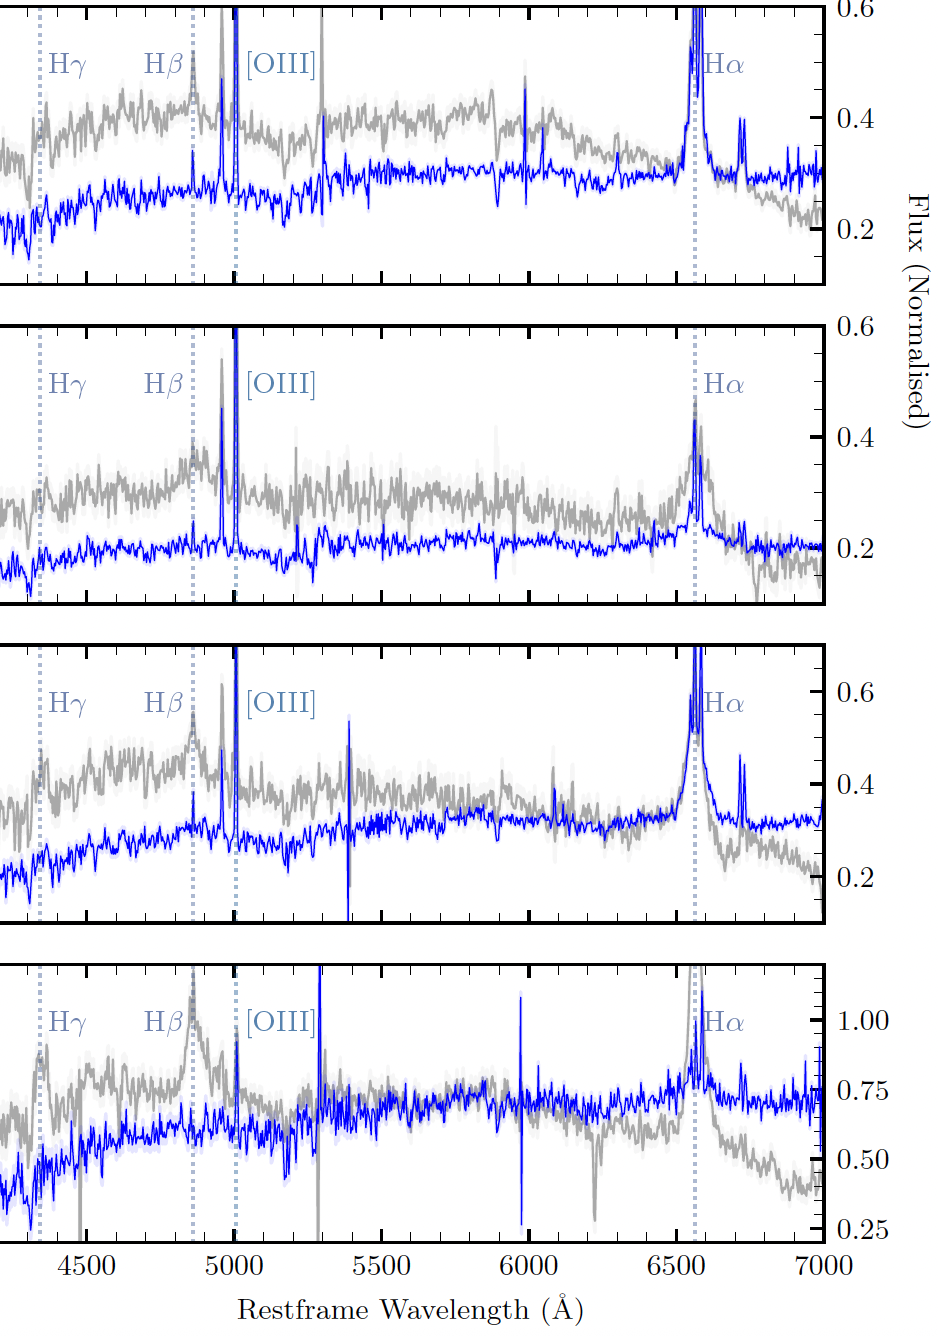 0.6
Hγ Hβ [OIII] Hα
0.4
0.2
0.6
Hγ Hβ [OIII] Hα
0.4
0.2
Hγ Hβ [OIII] Hα
0.6
0.4
0.2
Hγ Hβ [OIII] Hα
1.00
0.75
0.50
0.25
4500 5000 5500 6000 6500 7000
Restframe Wavelength (Å)
Flux (Normalised)